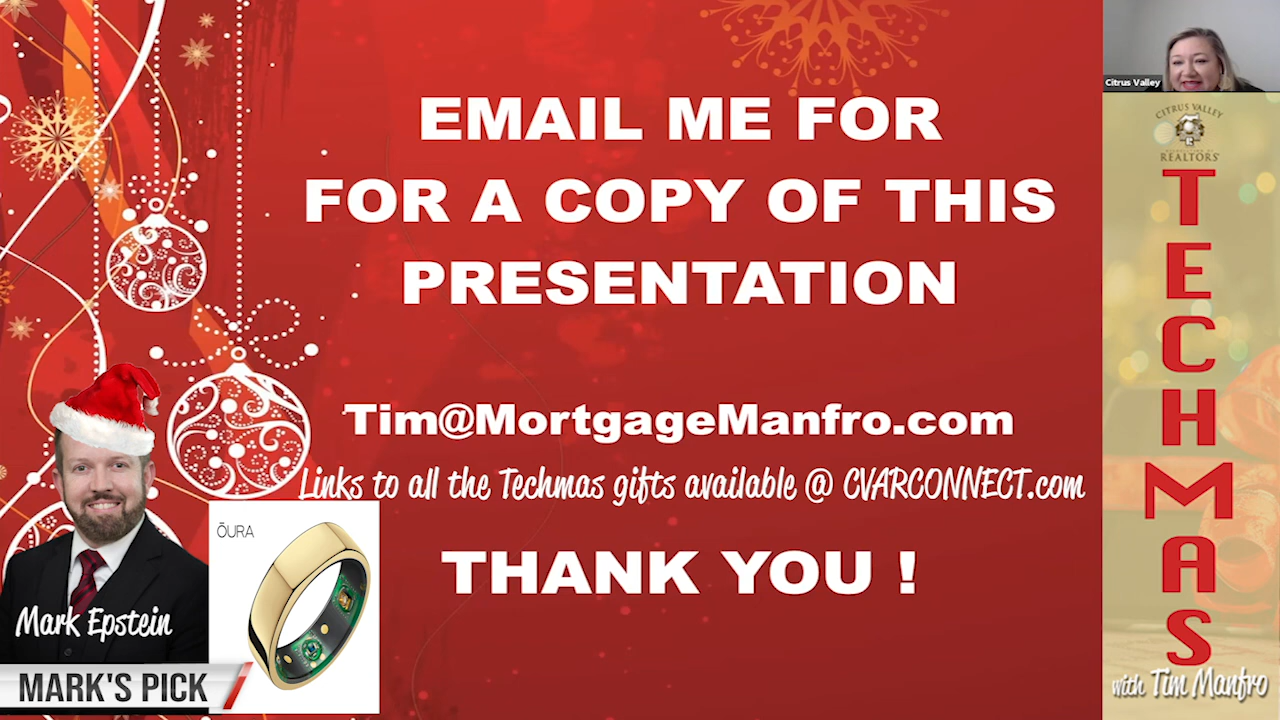 EMAIL ME FOR
FOR A COPY OF THIS
PRESENTATION
Tim@MortgageManfro.com
Links to all the Techmas gifts available @ CVARCONNECT.com
THANK YOU !
ŌURA
Mark Epstein
MARK'S PICK
Citrus Valley
CITRUS VALLEY
REALTORS
TECHMAS
with Tim Manfro